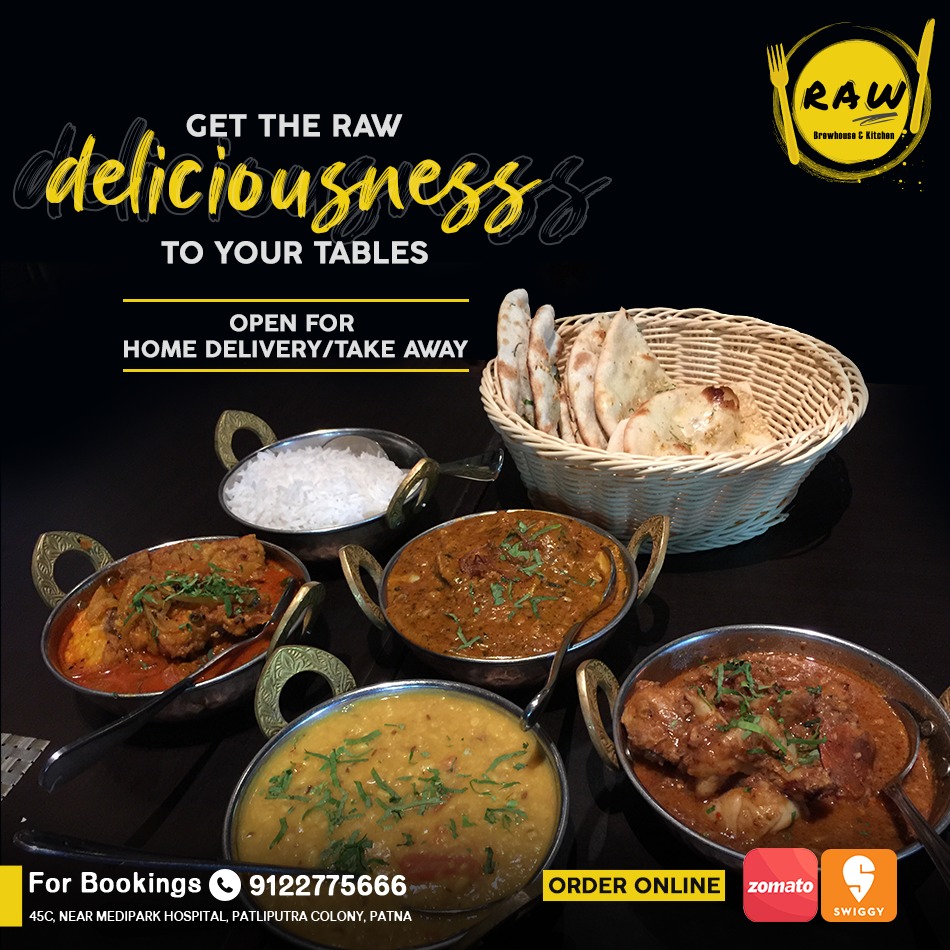 RAW
Brewhouse & Kitchen
GET THE RAW
deliciousness
TO YOUR TABLES
OPEN FOR
HOME DELIVERY/TAKE AWAY
For Bookings 9122775666
45C, NEAR MEDIPARK HOSPITAL, PATLIPUTRA COLONY, PATNA
ORDER ONLINE
zomato
SWIGGY